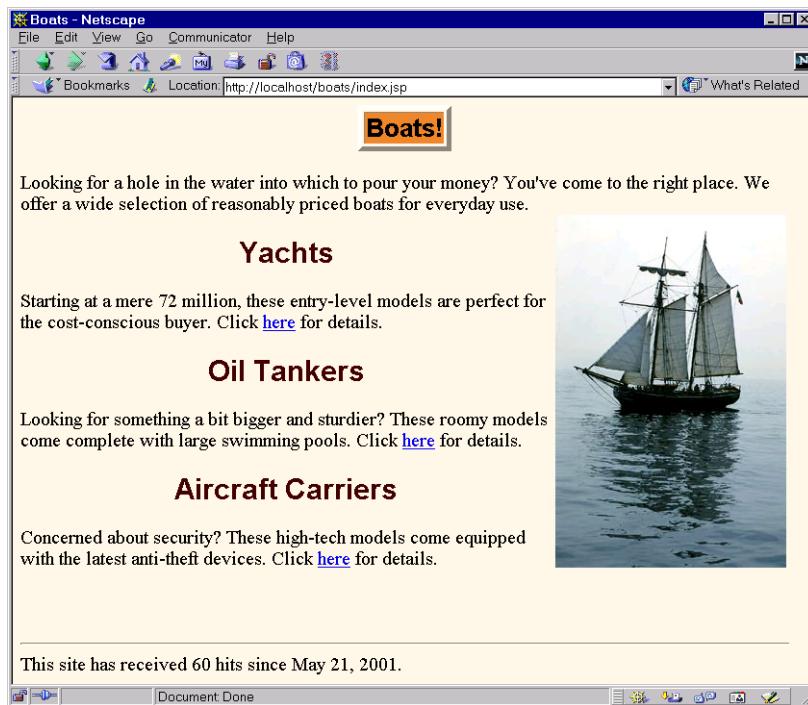 Boats - Netscape
File Edit View Go Communicator Help
My
N
Bookmarks Location: http://localhost/boats/index.jsp What's Related
Boats!
Looking for a hole in the water into which to pour your money? You've come to the right place. We
offer a wide selection of reasonably priced boats for everyday use.
Yachts
Starting at a mere 72 million, these entry-level models are perfect for
the cost-conscious buyer. Click here for details.
Oil Tankers
Looking for something a bit bigger and sturdier? These roomy models
come complete with large swimming pools. Click here for details.
Aircraft Carriers
Concerned about security? These high-tech models come equipped
with the latest anti-theft devices. Click here for details.
This site has received 60 hits since May 21, 2001.
Document: Done